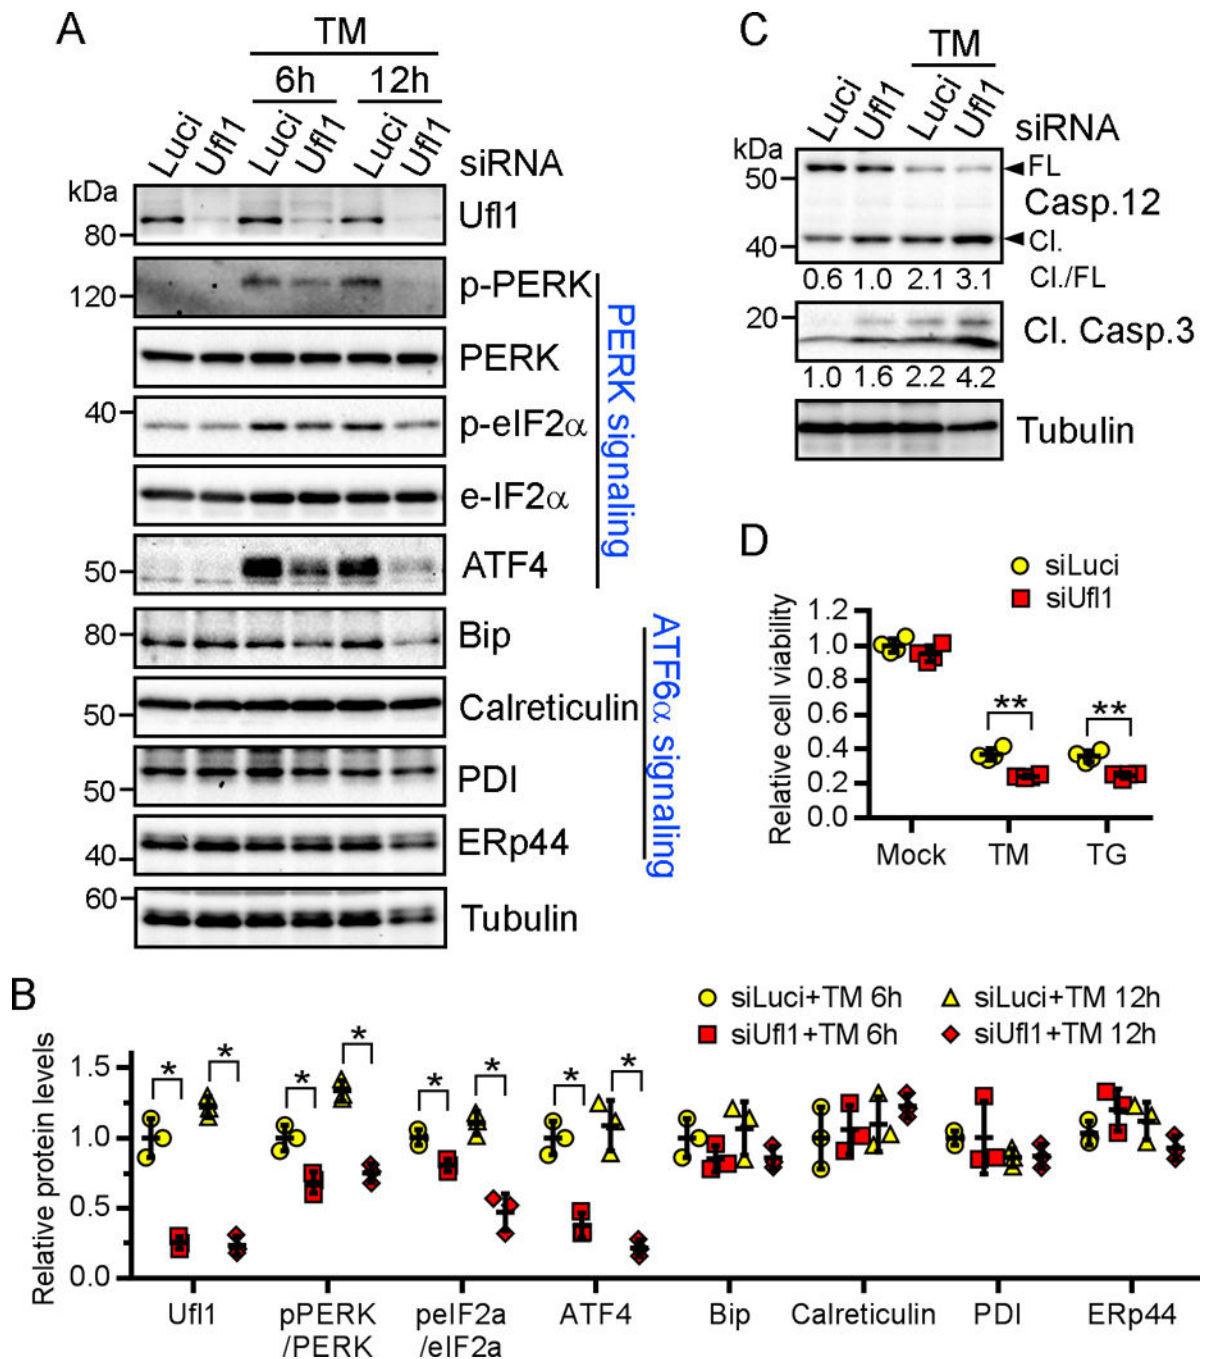 A
TM
6h 12h
Luci Ufl1 Luci Ufl1 Luci Ufl1 siRNA
kDa
Ufl1
80
p-PERK
120
PERK
40
p-eIF2α
e-IF2α
ATF4
50
PERK signaling
Bip
80
Calreticulin
50
PDI
50
ERp44
40
ATF6α signaling
60
Tubulin
C
TM
Luci Ufl1 Luci Ufl1 siRNA
kDa
FL
50
Casp.12
40
Cl.
0.6 1.0 2.1 3.1 Cl./FL
20
Cl. Casp.3
1.0 1.6 2.2 4.2
Tubulin
D
siLuci
siUfl1
Relative cell viability
1.2
1.0
0.8
0.6
0.4
0.2
0.0
** **
Mock TM TG
B
siLuci+TM 6h siLuci+TM 12h
siUfl1+TM 6h siUfl1+TM 12h
Relative protein levels
1.5
1.0
0.5
0.0
* * * * * * * *
Ufl1 pPERK peIF2a ATF4 Bip Calreticulin PDI ERp44
/PERK /eIF2a